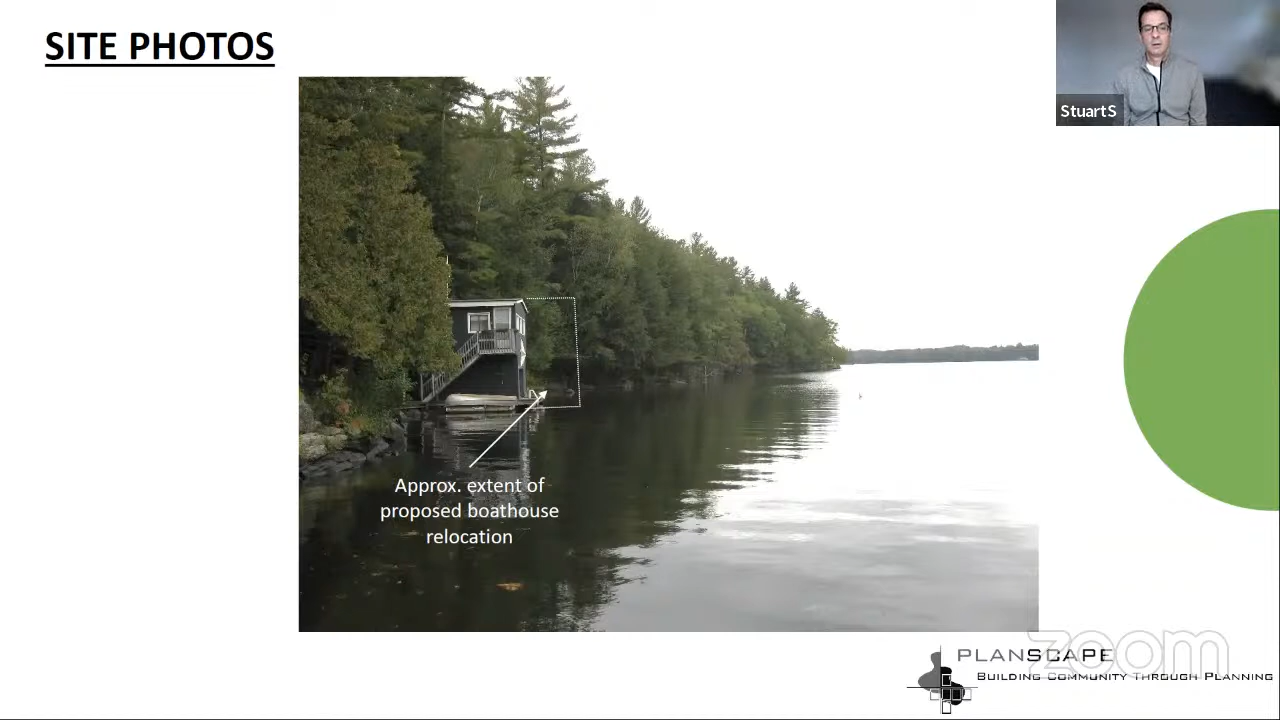 SITE PHOTOS
StuartS
Approx. extent of
proposed boathouse
relocation
PLANSCAPE
BUILDING COMMUNITY THROUGH PLANNING
zoom